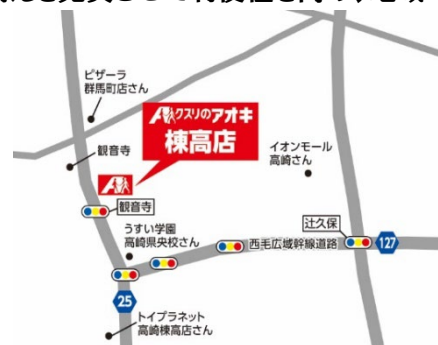 ピザーラ
群馬町店さん
クスリのアオキ
棟高店
観音寺
イオンモール
高崎さん
観音寺
辻久保
うすい学園
高崎県央校さん
西毛広域幹線道路
127
25
トイプラネット
高崎棟高店さん